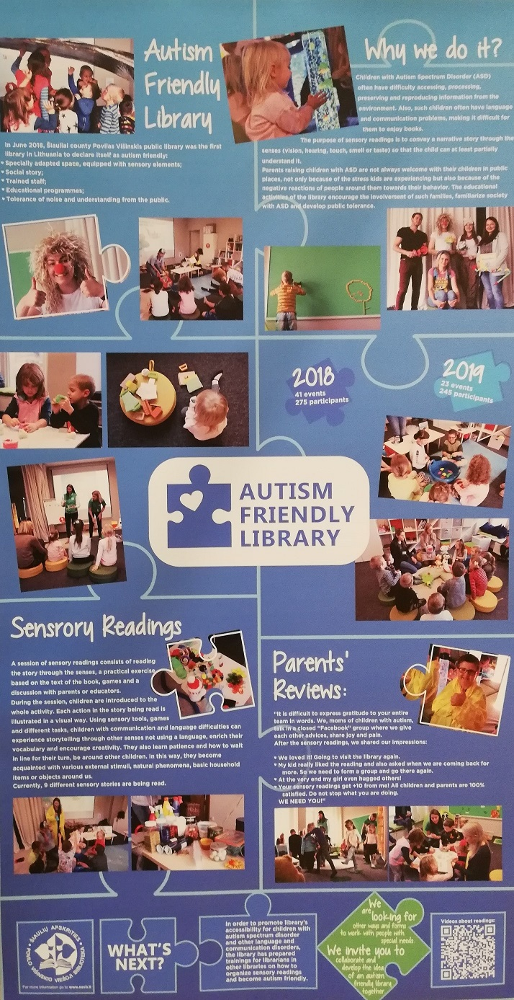 Autism
Friendly
Library
In June 2018, Šiauliai county Povilas Višinskis public library was the first
library in Lithuania to declare itself as autism friendly:
• Specially adapted space, equipped with sensory elements;
• Social story;
• Trained staff;
• Educational programmes;
• Tolerance of noise and understanding from the public.
Why we do it?
Children with Autism Spectrum Disorder (ASD)
often have difficulty accessing, processing,
preserving and reproducing information from the
environment. Also, such children often have language
and communication problems, making it difficult for
them to enjoy books.
The purpose of sensory readings is to convey a narrative story through the
senses (vision, hearing, touch, smell or taste) so that the child can at least partially
understand it.
Parents raising children with ASD are not always welcome with their children in public
places, not only because of the stress kids are experiencing but also because of the
negative reactions of people around them towards their behavior. The educational
activities of the library encourage the involvement of such families, familiarize society
with ASD and develop public tolerance.
2018
41 events
275 participants
2019
23 events
245 participants
AUTISM
FRIENDLY
LIBRARY
Sensrory Readings
A session of sensory readings consists of reading
the story through the senses, a practical exercise
based on the text of the book, games and a
discussion with parents or educators.
During the session, children are introduced to the
whole activity. Each action in the story being read is
illustrated in a visual way. Using sensory tools, games
and different tasks, children with communication and language difficulties can
experience storytelling through other senses not using a language, enrich their
vocabulary and encourage creativity. They also learn patience and how to wait
in line for their turn, be around other children. In this way, they become
acquainted with various external stimuli, natural phenomena, basic household
items or objects around us.
Currently, 9 different sensory stories are being read.
Parents'
Reviews:
"It is difficult to express gratitude to your entire
team in words. We, moms of children with autism,
talk in a closed "Facebook" group where we give
each other advices, share joy and pain.
After the sensory readings, we shared our impressions:
• We loved it! Going to visit the library again.
• My kid really liked the reading and also asked when we are coming back for
more. So we need to form a group and go there again.
• At the very end my girl even hugged others!
• Your sensory readings get +10 from me! All children and parents are 100%
satisfied. Do not stop what you are doing.
WE NEED YOU!"
ŠIAULIŲ APSKRITIES
POVILO VIŠINSKIO VIEŠOJI BIBLIOTEKA
For more information go to www.savb.lt
WHAT'S
NEXT?
In order to promote library's
accessibility for children with
autism spectrum disorder
and other language and
communication disorders,
the library has prepared
trainings for librarians in
other libraries on how to
organize sensory readings
and become autism friendly.
We
are looking for
other ways and forms
to work with people with
special needs.
We invite you to
collaborate and
develop the idea
of an autism
friendly library
together
Videos about readings: